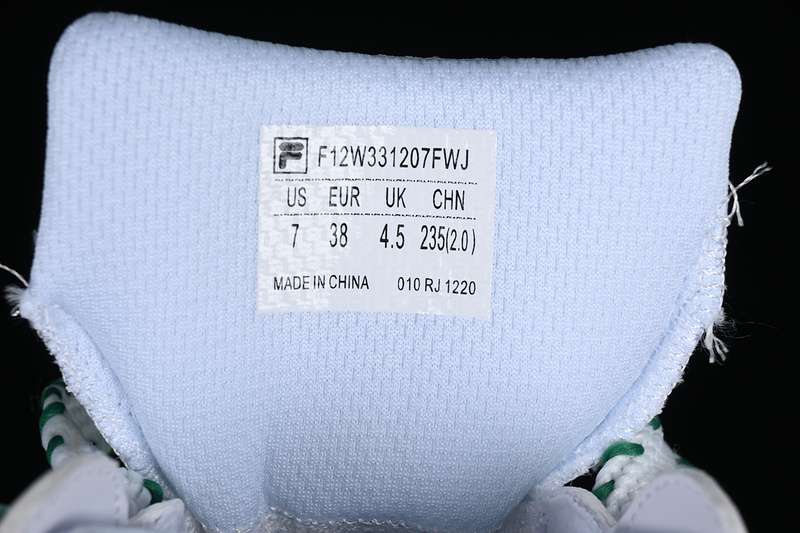 F F12W331207FWJ
US EUR UK CHN
7 38 4.5 235(2.0)
MADE IN CHINA 010 RJ 1220